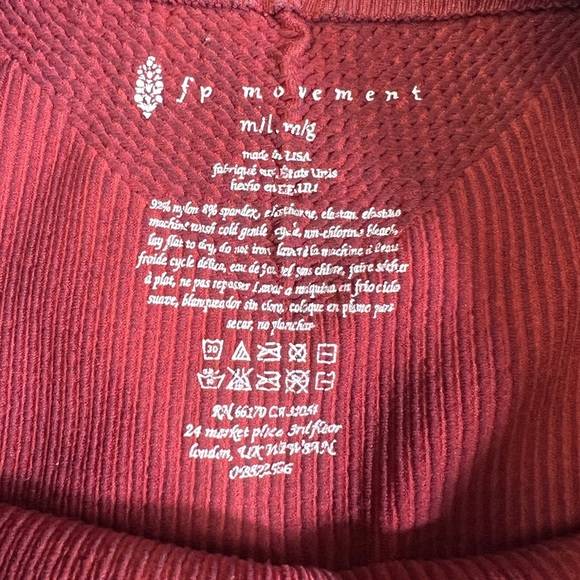 fp movement
m/l. m/g
made in USA
fabriqué aux États Unis
hecho en EE.UU
92% nylon 8% spandex, elasthanne, elastan, elastano
machine wash cold gentle cycle, non-chlorine bleach,
lay flat to dry, do not iron laver à la machine à l'eau
froide cycle délica, eau de javel sans chlore, faire sécher
à plat, ne pas repasser lavar a maquina en frio ciclo
suave, blanqueador sin cloro, coloque en plano para
secar, no planchar
30
RN 66170 CA
24 market place 3rd floor
london, UK W1W 8AN